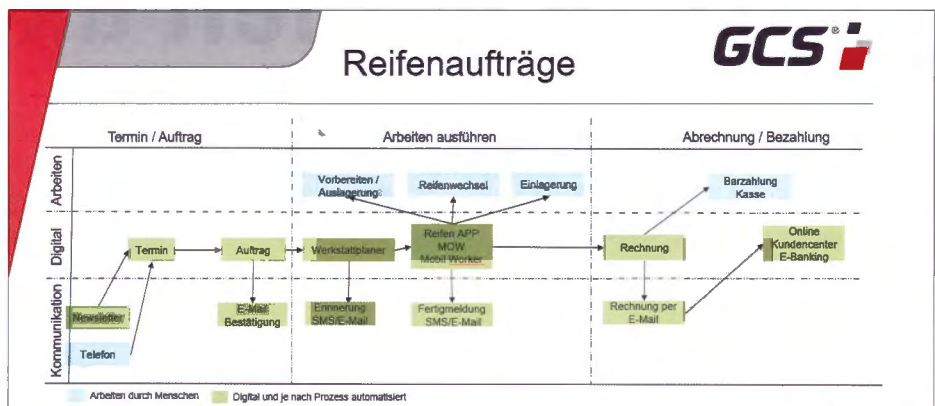 Reifenaufträge
GCS®
Termin / Auftrag
Arbeiten ausführen
Abrechnung / Bezahlung
Arbeiten
Vorbereiten /
Auslagerung
Reifenwechsel
Einlagerung
Barzahlung
Kasse
Digital
Termin
Auftrag
Werkstattplaner
Reifen APP
MOW
Mobil Worker
Rechnung
Online
Kundencenter
E-Banking
Kommunikation
Newsletter
Telefon
E-Mail
Bestätigung
Erinnerung
SMS/E-Mail
Fertigmeldung
SMS/E-Mail
Rechnung per
E-Mail
Arbeiten durch Menschen
Digital und je nach Prozess automatisiert